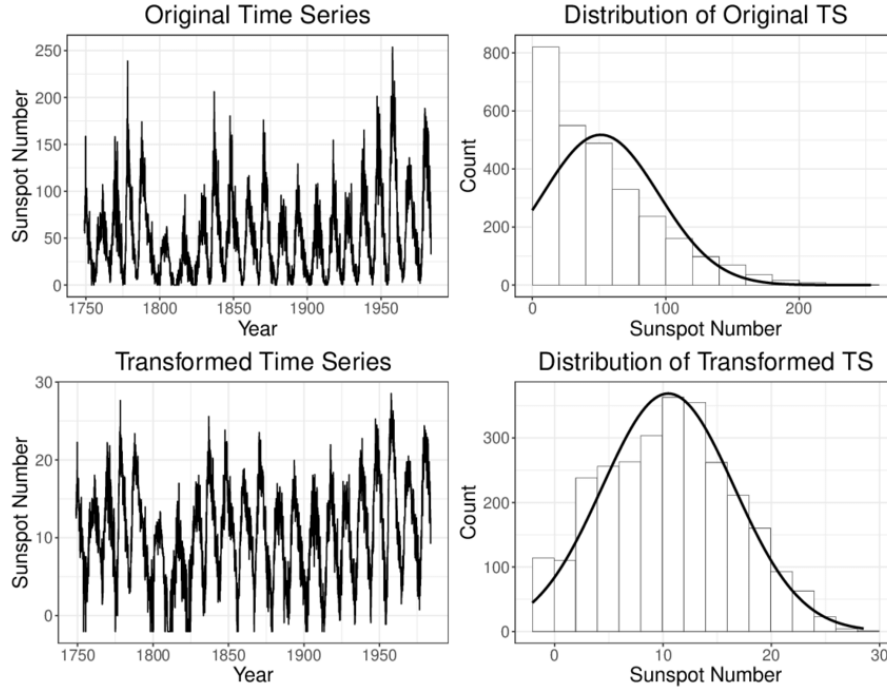 Original Time Series
Distribution of Original TS
Sunspot Number
250
200
150
100
50
0
1750 1800 1850 1900 1950
Year
Count
800
600
400
200
0
0 100 200
Sunspot Number
Transformed Time Series
Distribution of Transformed TS
Sunspot Number
30
20
10
0
1750 1800 1850 1900 1950
Year
Count
300
200
100
0
0 10 20 30
Sunspot Number